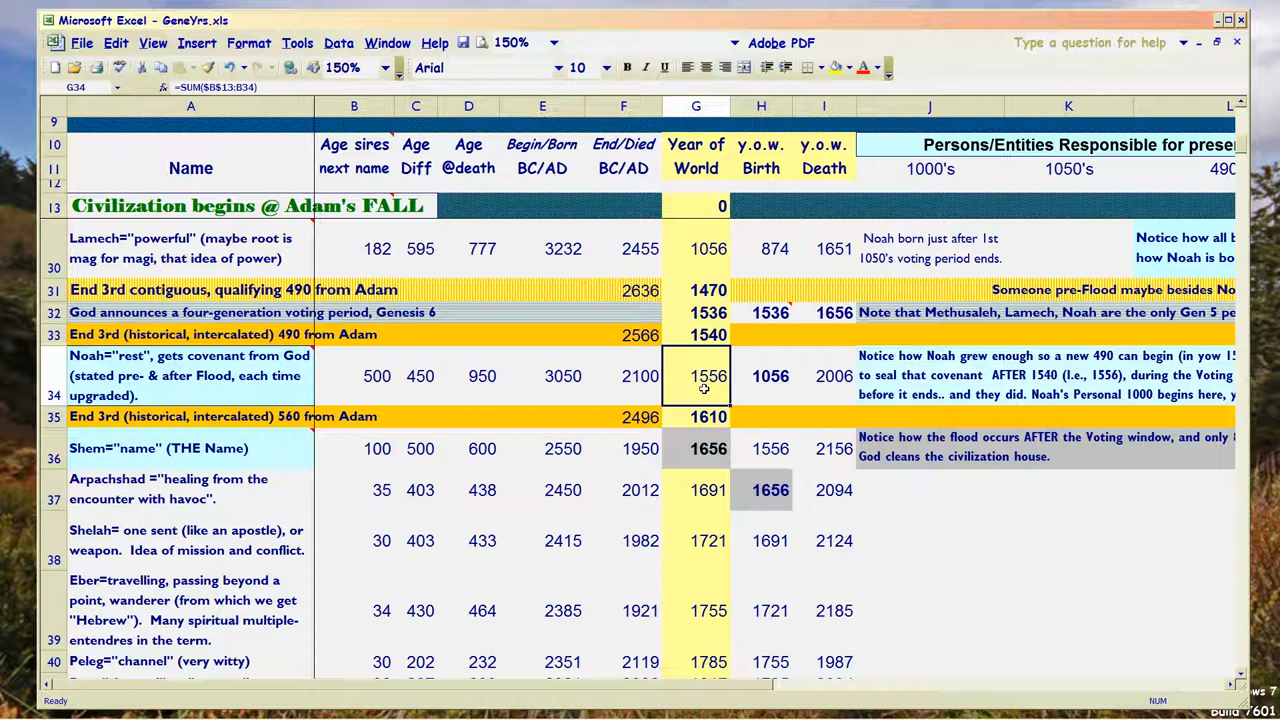 Microsoft Excel - GeneYrs.xls
File Edit View Insert Format Tools Data Window Help 150% Adobe PDF Type a question for help
150% Arial 10 B I U
G34 fx =SUM($B$13:B34)
A B C D E F G H I J K L
9
10 Age sires Age Age Begin/Born End/Died Year of y.o.w. y.o.w. Persons/Entities Responsible for prese
11 Name next name Diff @death BC/AD BC/AD World Birth Death 1000's 1050's 490
12
13 Civilization begins @ Adam's FALL 0
Lamech="powerful" (maybe root is
mag for magi, that idea of power)
30 182 595 777 3232 2455 1056 874 1651
Noah born just after 1st
1050's voting period ends.
Notice how all b
how Noah is bo
31 End 3rd contiguous, qualifying 490 from Adam 2636 1470 Someone pre-Flood maybe besides No
32 God announces a four-generation voting period, Genesis 6 1536 1536 1656 Note that Methusaleh, Lamech, Noah are the only Gen 5 pe
33 End 3rd (historical, intercalated) 490 from Adam 2566 1540
Noah="rest", gets covenant from God
(stated pre- & after Flood, each time
upgraded).
34 500 450 950 3050 2100 1556 1056 2006
Notice how Noah grew enough so a new 490 can begin (in yow 15
to seal that covenant AFTER 1540 (I.e., 1556), during the Voting
before it ends.. and they did. Noah's Personal 1000 begins here, y
35 End 3rd (historical, intercalated) 560 from Adam 2496 1610
36 Shem="name" (THE Name) 100 500 600 2550 1950 1656 1556 2156
Notice how the flood occurs AFTER the Voting window, and only
God cleans the civilization house.
Arpachshad ="healing from the
encounter with havoc".
37 35 403 438 2450 2012 1691 1656 2094
Shelah= one sent (like an apostle), or
weapon. Idea of mission and conflict.
38 30 403 433 2415 1982 1721 1691 2124
Eber=travelling, passing beyond a
point, wanderer (from which we get
"Hebrew"). Many spiritual multiple-
entendres in the term.
39 34 430 464 2385 1921 1755 1721 2185
40 Peleg="channel" (very witty) 30 202 232 2351 2119 1785 1755 1987
Ready NUM
ws 7
Build 7601